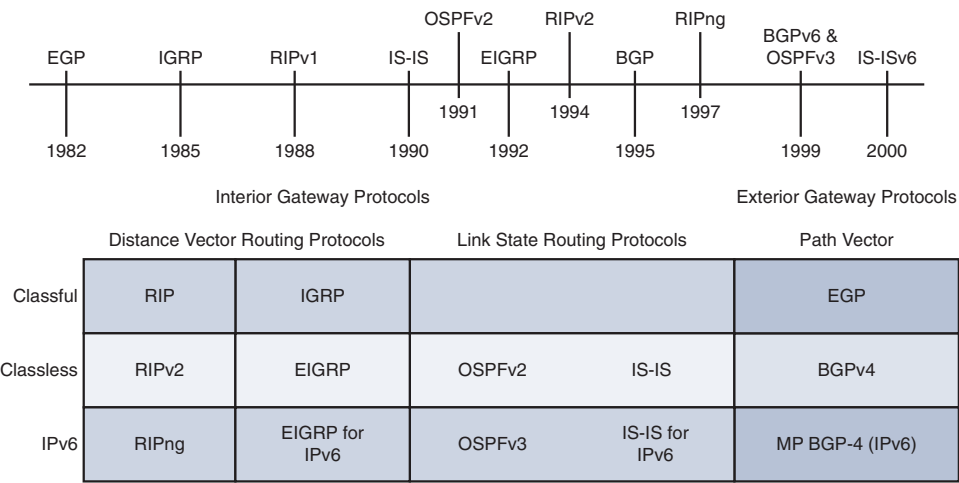 OSPFv2 RIPv2 RIPng
BGPv6 &
EGP IGRP RIPv1 IS-IS EIGRP BGP OSPFv3 IS-ISv6
1991 1994 1997
1982 1985 1988 1990 1992 1995 1999 2000
Interior Gateway Protocols Exterior Gateway Protocols
Distance Vector Routing Protocols Link State Routing Protocols Path Vector
Classful RIP IGRP EGP
Classless RIPv2 EIGRP OSPFv2 IS-IS BGPv4
IPv6 RIPng EIGRP for IPv6 OSPFv3 IS-IS for IPv6 MP BGP-4 (IPv6)